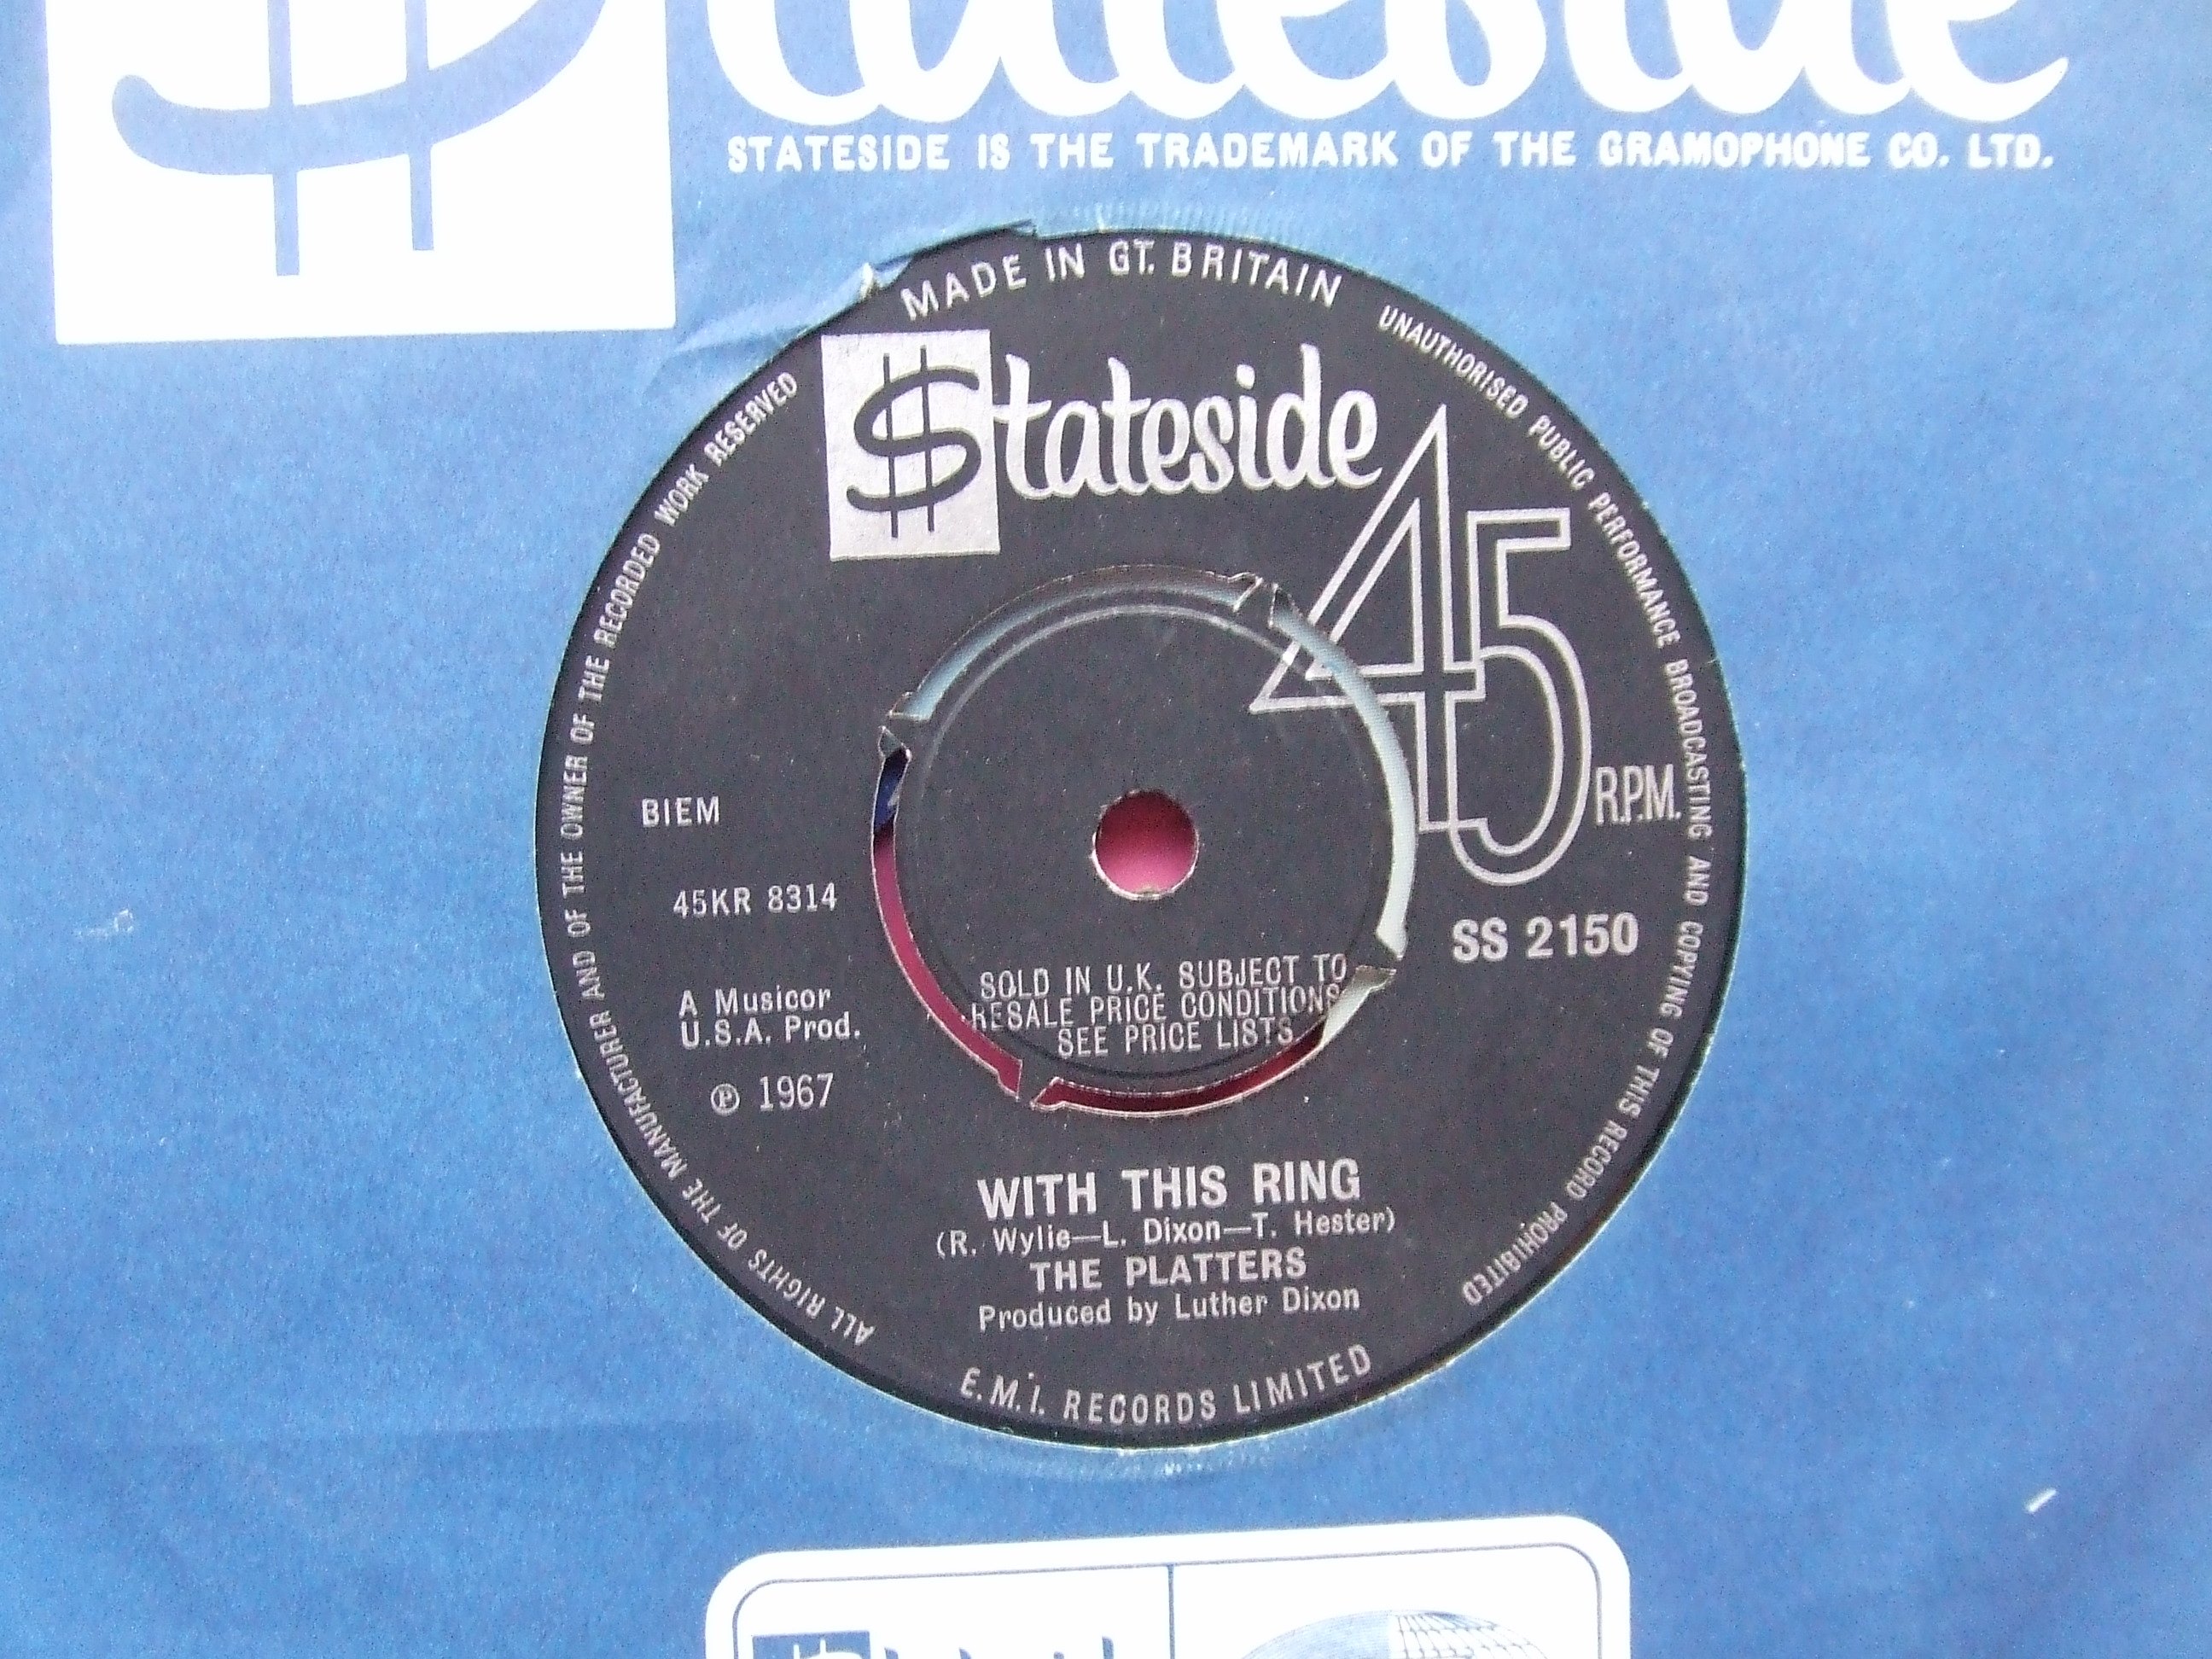 Stateside
STATESIDE IS THE TRADEMARK OF THE GRAMOPHONE CO. LTD.
MADE IN GT. BRITAIN
UNAUTHORISED PUBLIC PERFORMANCE BROADCASTING AND COPYING OF THIS RECORD PROHIBITED
ALL RIGHTS OF THE MANUFACTURER AND OF THE OWNER OF THE RECORDED WORK RESERVED
Stateside
45 R.P.M.
BIEM
45KR 8314
SS 2150
A Musicor
U.S.A. Prod.
℗ 1967
SOLD IN U.K. SUBJECT TO
RESALE PRICE CONDITIONS
SEE PRICE LISTS
WITH THIS RING
(R. Wylie—L. Dixon—T. Hester)
THE PLATTERS
Produced by Luther Dixon
E.M.I. RECORDS LIMITED